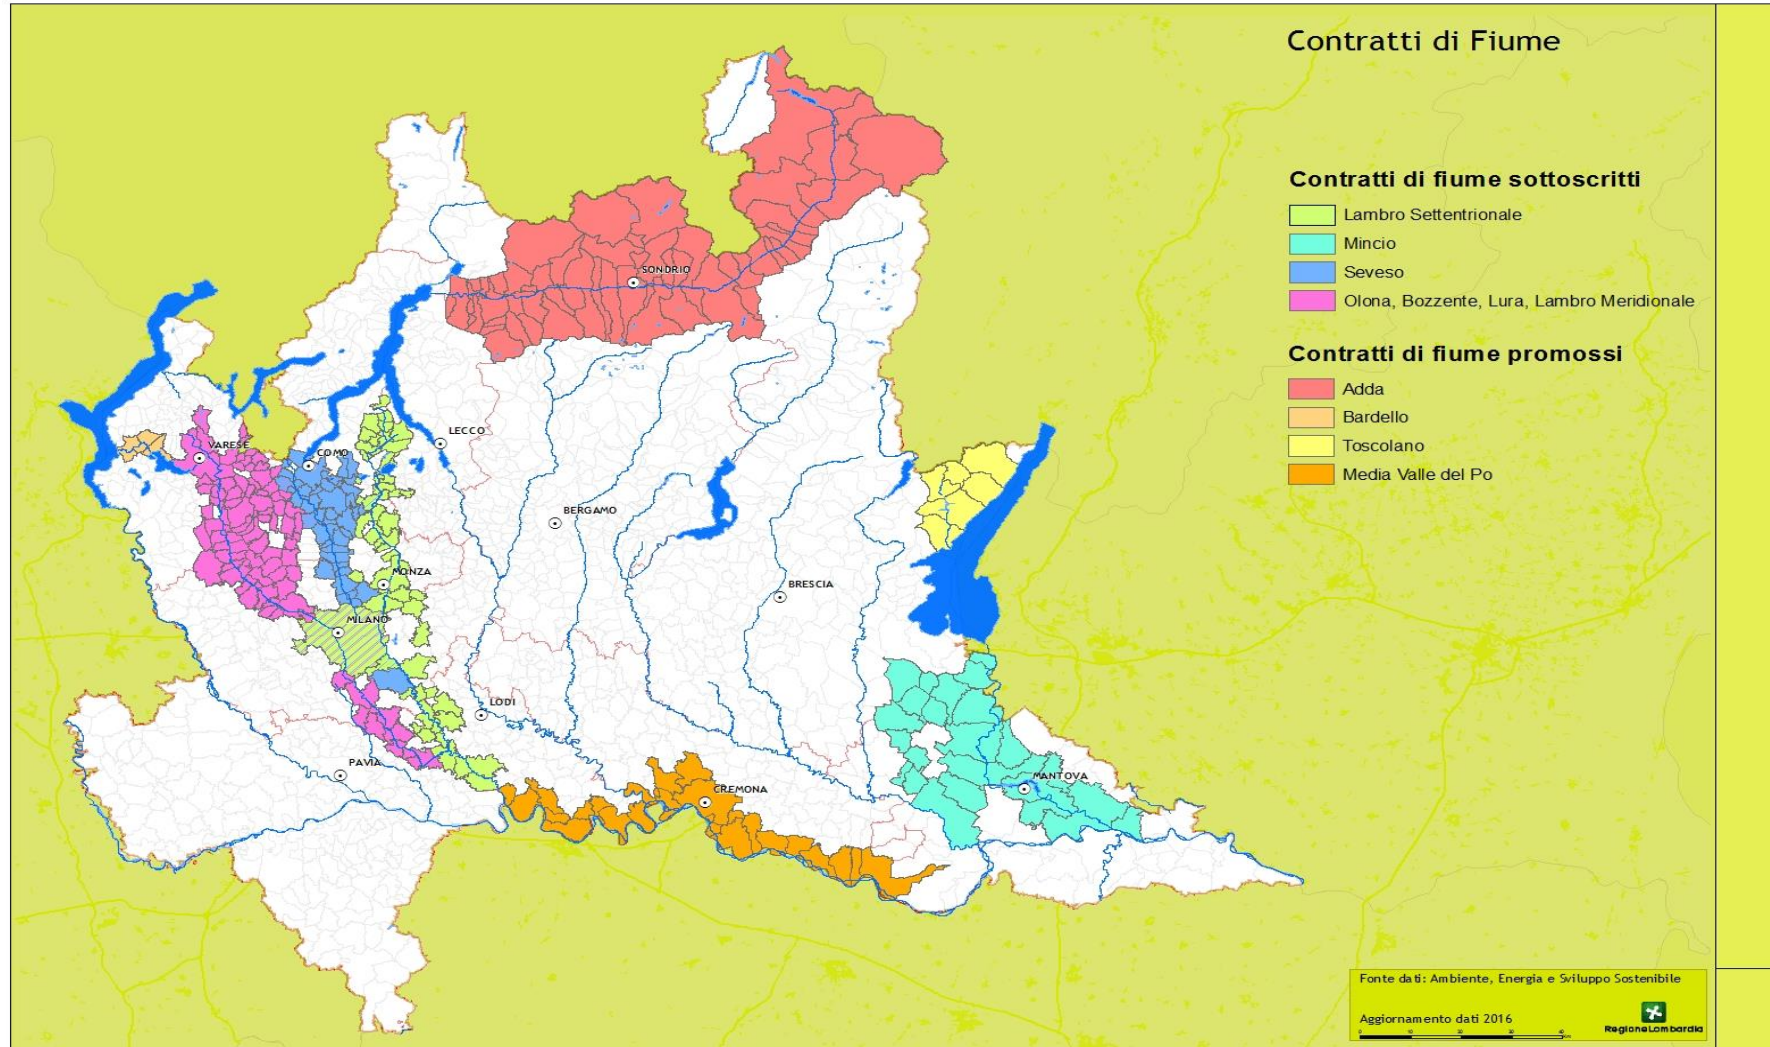 Contratti di Fiume
Contratti di fiume sottoscritti
Lambro Settentrionale
Mincio
Seveso
Olona, Bozzente, Lura, Lambro Meridionale
Contratti di fiume promossi
Adda
Bardello
Toscolano
Media Valle del Po
SONDRIO
LECCO
VARESE
COMO
BERGAMO
MONZA
BRESCIA
MILANO
LODI
PAVIA
CREMONA
MANTOVA
Fonte dati: Ambiente, Energia e Sviluppo Sostenibile
Aggiornamento dati 2016
RegioneLombardia